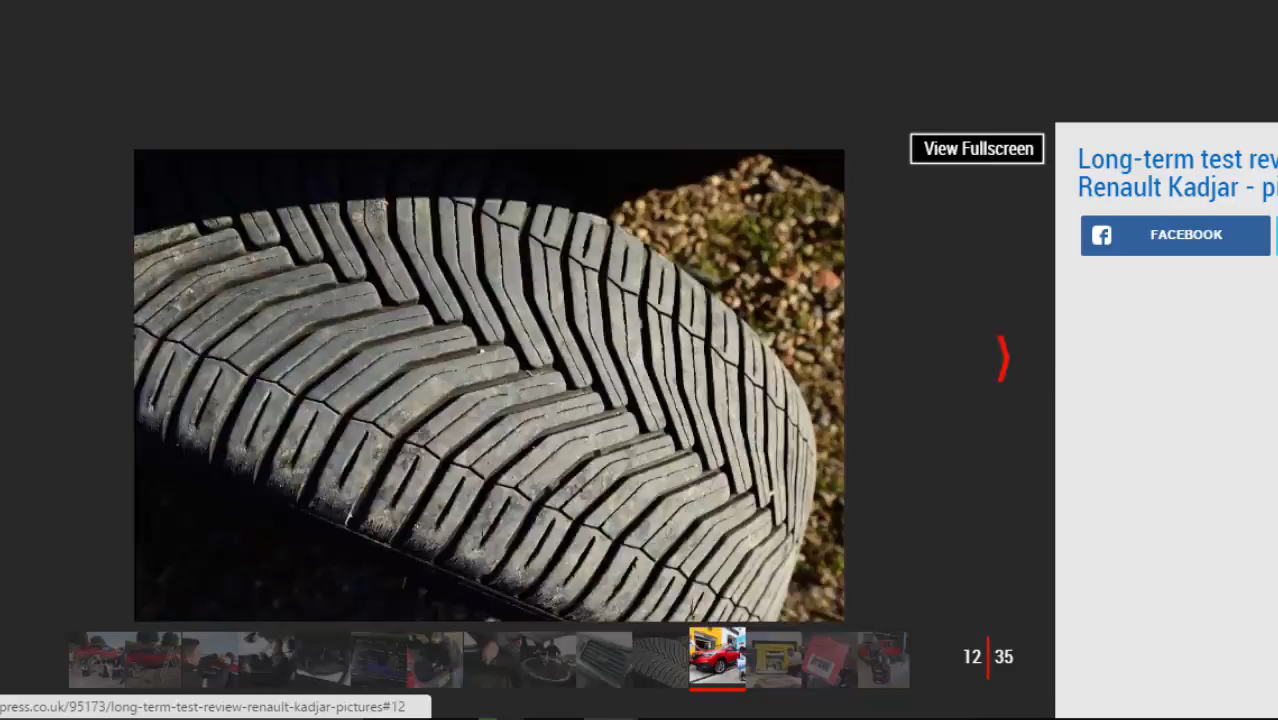 View Fullscreen
Long-term test rev
Renault Kadjar - pi
FACEBOOK
12 35
press.co.uk/95173/long-term-test-review-renault-kadjar-pictures#12